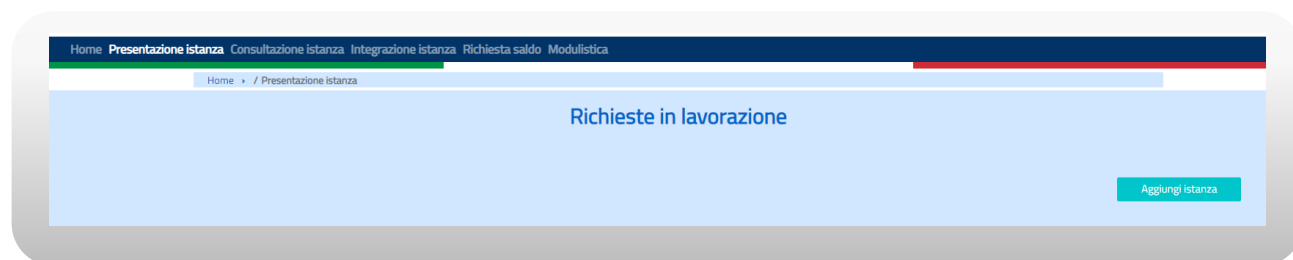 Home Presentazione istanza Consultazione istanza Integrazione istanza Richiesta saldo Modulistica
Home › / Presentazione istanza
Richieste in lavorazione
Aggiungi istanza